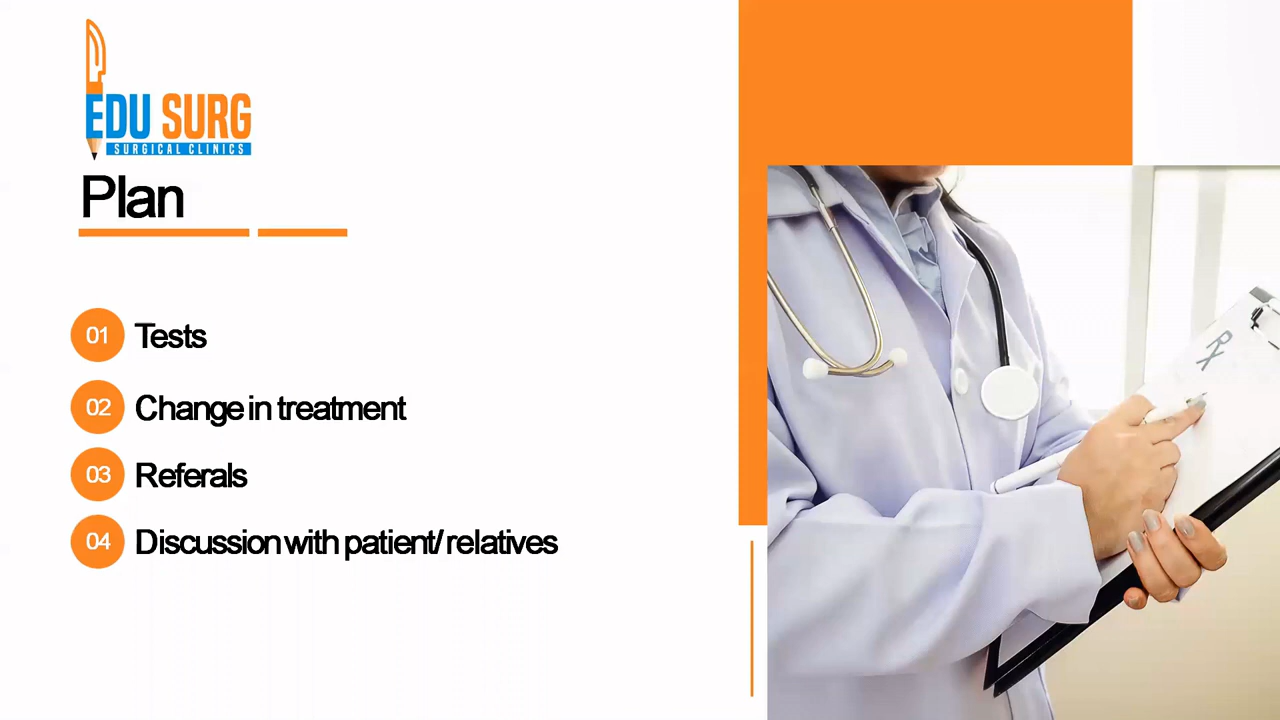 EDU SURG
SURGICAL CLINICS
Plan
01 Tests
02 Change in treatment
03 Referals
04 Discussion with patient/ relatives
Rx